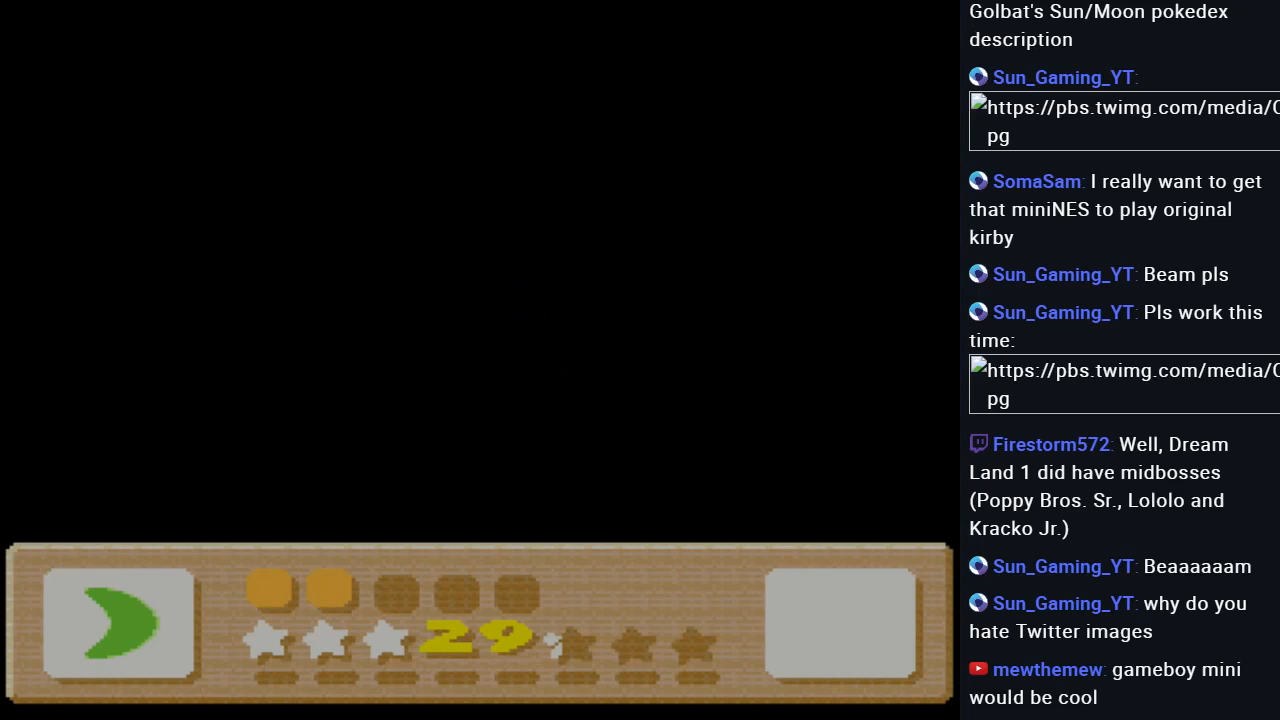 Golbat's Sun/Moon pokedex
description
Sun_Gaming_YT:
https://pbs.twimg.com/media/
pg
SomaSam: I really want to get
that miniNES to play original
kirby
Sun_Gaming_YT: Beam pls
Sun_Gaming_YT: Pls work this
time:
https://pbs.twimg.com/media/
pg
Firestorm572: Well, Dream
Land 1 did have midbosses
(Poppy Bros. Sr., Lololo and
Kracko Jr.)
Sun_Gaming_YT: Beaaaaaam
Sun_Gaming_YT: why do you
hate Twitter images
mewthemew: gameboy mini
would be cool
29